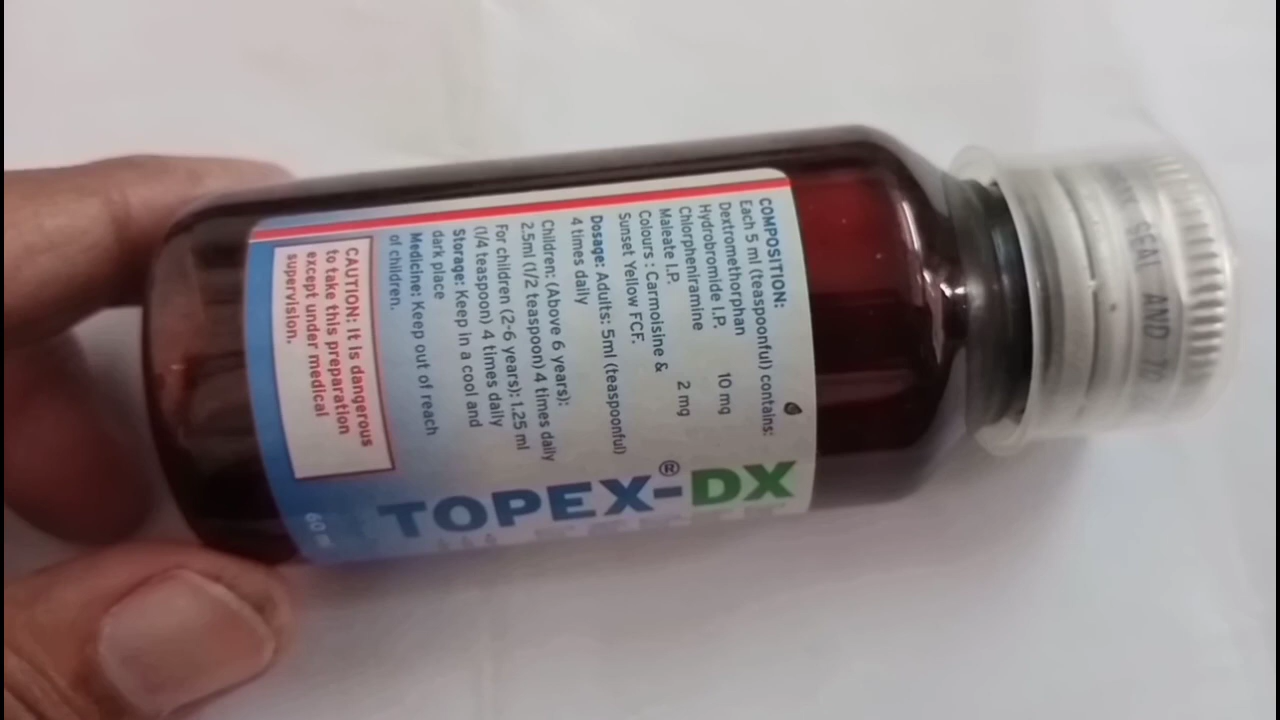 COMPOSITION:
Each 5 ml (teaspoonful) contains:
Dextromethorphan
Hydrobromide I.P. 10 mg
Chlorpheniramine
Maleate I.P. 2 mg
Colours : Carmoisine &
Sunset Yellow FCF.
Dosage: Adults: 5ml (teaspoonful)
4 times daily
Children: (Above 6 years):
2.5ml (1/2 teaspoon) 4 times daily
For children (2-6 years): 1.25 ml
(1/4 teaspoon) 4 times daily
Storage: Keep in a cool and
dark place
Medicine: Keep out of reach
of children.
CAUTION: It is dangerous
to take this preparation
except under medical
supervision.
TOPEX®-DX
60
SEAL AND